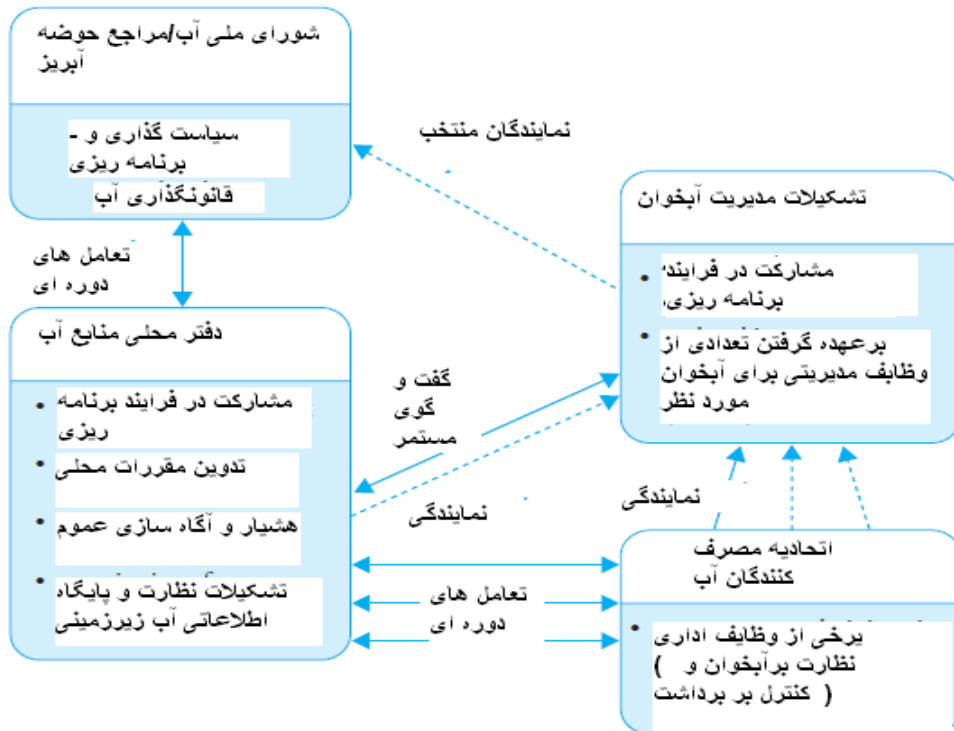 شورای ملی آب/مراجع حوضه
آبریز
سیاست گذاری و -
برنامه ریزی
قانونگذاری آب
تعامل های
دوره ای
نمایندگان منتخب
تشکیلات مدیریت آبخوان
• مشارکت در فرایند
برنامه ریزی،
• برعهده گرفتن تعدادی از
وظایف مدیریتی برای آبخوان
مورد نظر
دفتر محلی منابع آب
• مشارکت در فرایند برنامه
ریزی
• تدوین مقررات محلی
• هشیار و آگاه سازی عموم
• تشکیلات نظارت و پایگاه
اطلاعاتی آب زیرزمینی
گفت و
گوی
مستمر
نمایندگی
نمایندگی
تعامل های
دوره ای
اتحادیه مصرف
کنندگان آب
• برخی از وظایف اداری
نظارت برآبخوان و )
( کنترل بر برداشت